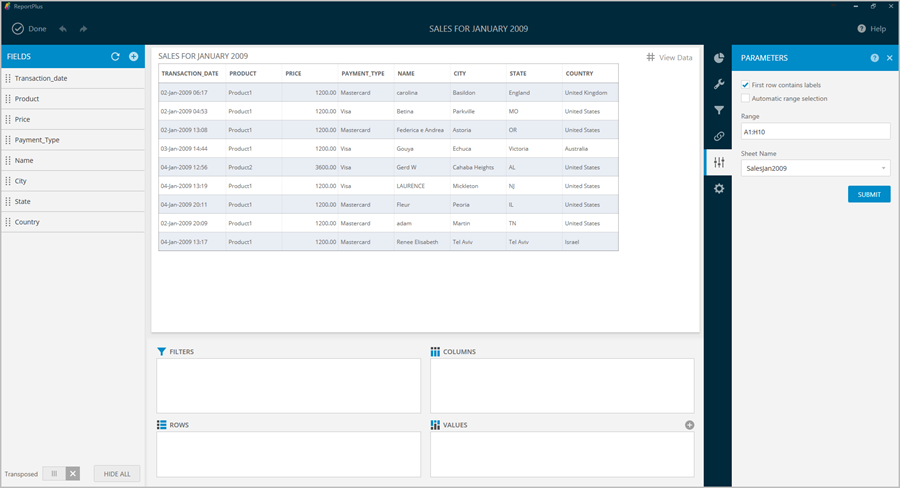 ReportPlus
Done
SALES FOR JANUARY 2009
Help
FIELDS
Transaction_date
Product
Price
Payment_Type
Name
City
State
Country
Transposed
HIDE ALL
SALES FOR JANUARY 2009
View Data
TRANSACTION_DATE PRODUCT PRICE PAYMENT_TYPE NAME CITY STATE COUNTRY
02-Jan-2009 06:17 Product1 1200.00 Mastercard carolina Basildon England United Kingdom
02-Jan-2009 04:53 Product1 1200.00 Visa Betina Parkville MO United States
02-Jan-2009 13:08 Product1 1200.00 Mastercard Federica e Andrea Astoria OR United States
03-Jan-2009 14:44 Product1 1200.00 Visa Gouya Echuca Victoria Australia
04-Jan-2009 12:56 Product2 3600.00 Visa Gerd W Cahaba Heights AL United States
04-Jan-2009 13:19 Product1 1200.00 Visa LAURENCE Mickleton NJ United States
04-Jan-2009 20:11 Product1 1200.00 Mastercard Fleur Peoria IL United States
02-Jan-2009 20:09 Product1 1200.00 Mastercard adam Martin TN United States
04-Jan-2009 13:17 Product1 1200.00 Mastercard Renee Elisabeth Tel Aviv Tel Aviv Israel
FILTERS
COLUMNS
ROWS
VALUES
PARAMETERS
First row contains labels
Automatic range selection
Range
A1:H10
Sheet Name
SalesJan2009
SUBMIT